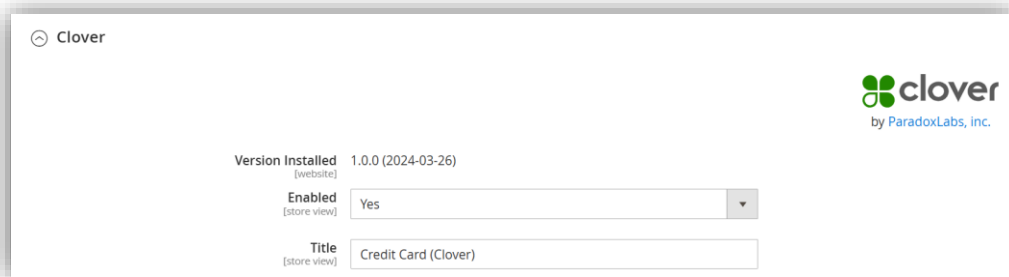 Clover
clover
by ParadoxLabs, inc.
Version Installed 1.0.0 (2024-03-26)
[website]
Enabled Yes
[store view]
Title Credit Card (Clover)
[store view]